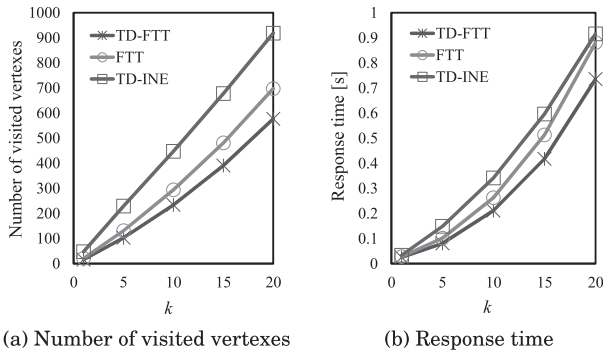 1000
900
800
700
600
500
400
300
200
100
0
Number of visited vertexes
TD-FTT
FTT
TD-INE
0 5 10 15 20
k
(a) Number of visited vertexes
1
0.9
0.8
0.7
0.6
0.5
0.4
0.3
0.2
0.1
0
Response time [s]
TD-FTT
FTT
TD-INE
0 5 10 15 20
k
(b) Response time